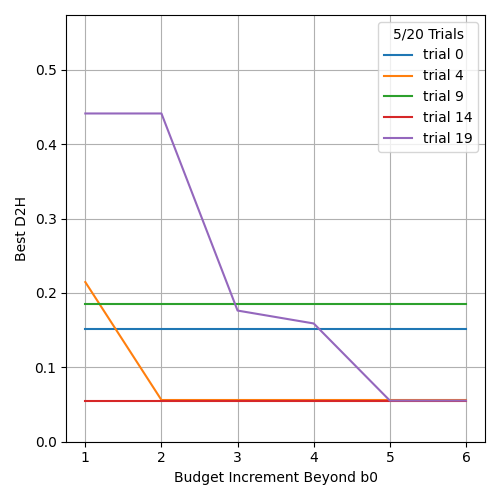 5/20 Trials
trial 0
trial 4
trial 9
trial 14
trial 19
0.5
0.4
0.3
0.2
0.1
0.0
Best D2H
1 2 3 4 5 6
Budget Increment Beyond b0